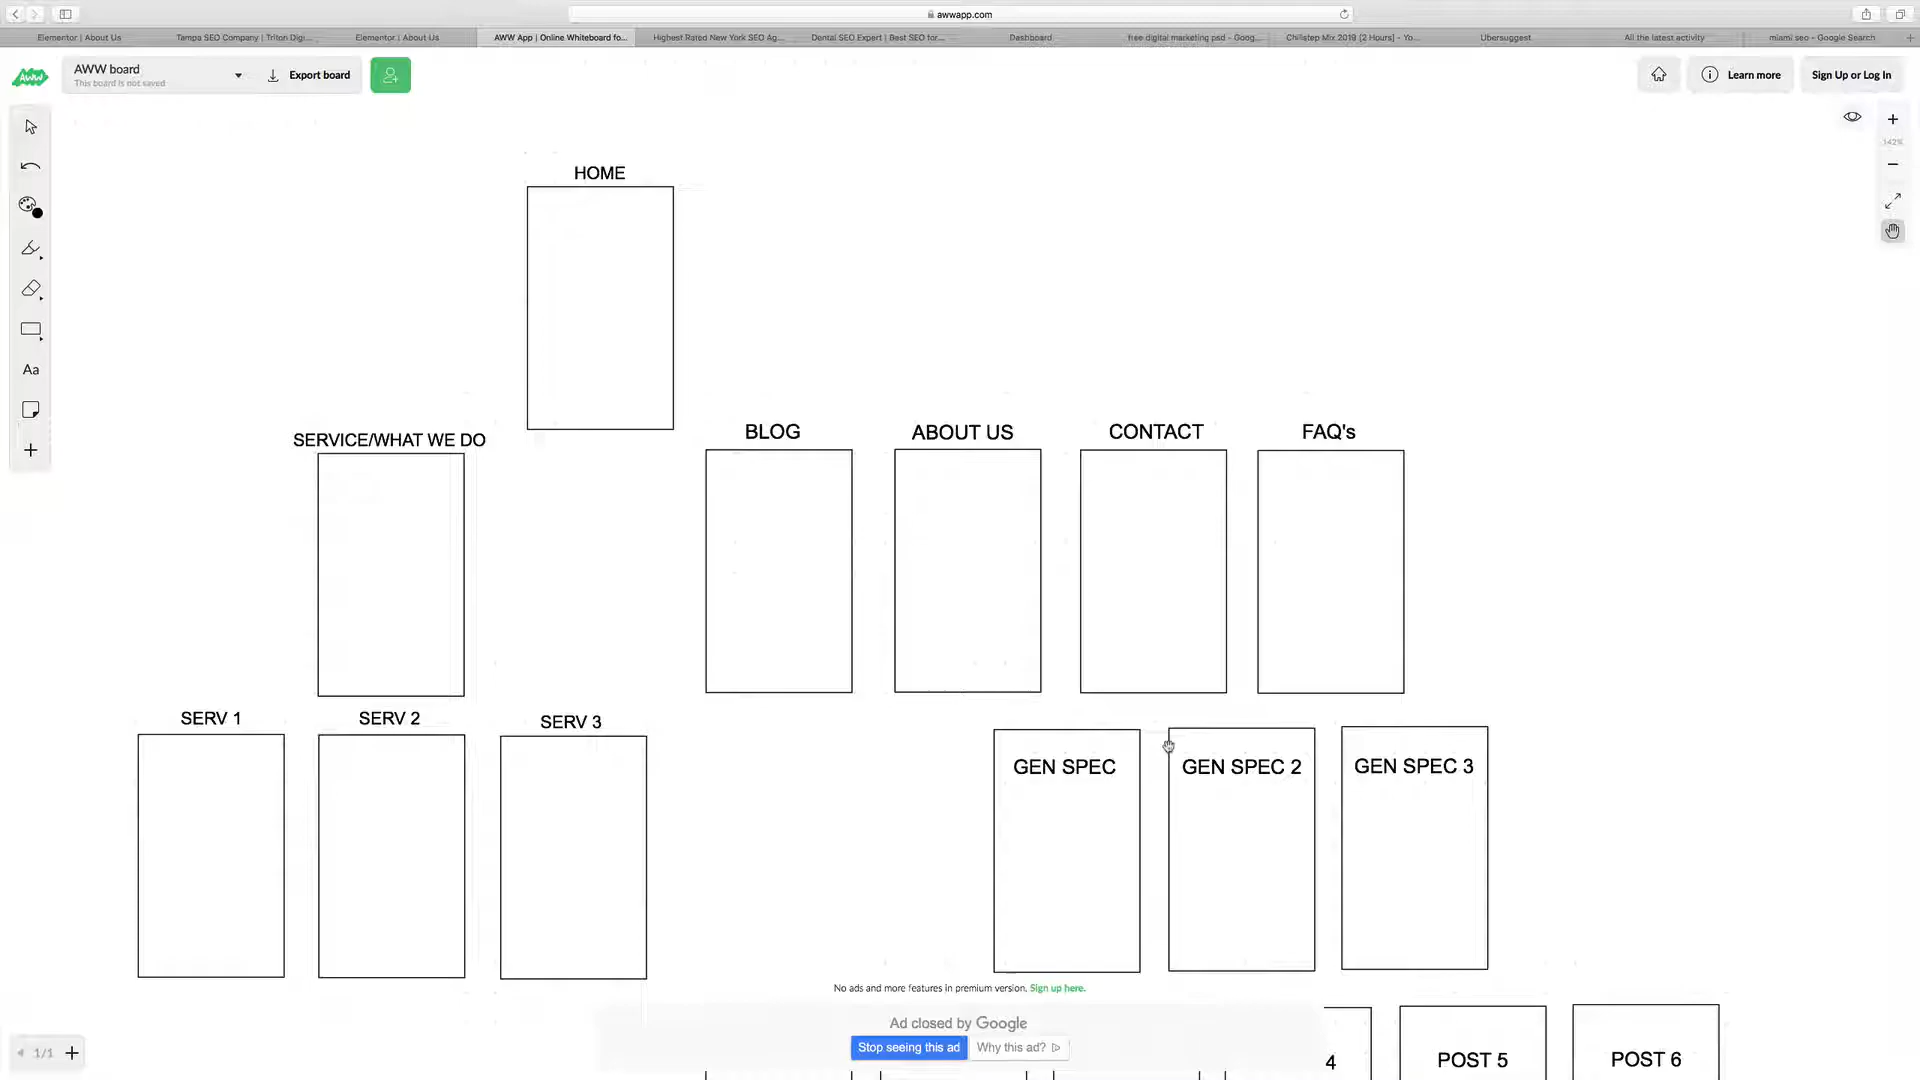 awwapp.com
Elementor | About Us
Tampa SEO Company | Triton Digi...
Elementor | About Us
AWW App | Online Whiteboard fo...
Highest Rated New York SEO Ag...
Dental SEO Expert | Best SEO for...
Dashboard
free digital marketing psd - Goog...
Chillstep Mix 2019 [2 Hours] - Yo...
Ubersuggest
All the latest activity
miami seo - Google Search
AWW
AWW board
This board is not saved
Export board
Learn more
Sign Up or Log In
142%
Aa
HOME
SERVICE/WHAT WE DO
BLOG
ABOUT US
CONTACT
FAQ's
SERV 1
SERV 2
SERV 3
GEN SPEC
GEN SPEC 2
GEN SPEC 3
No ads and more features in premium version. Sign up here.
Ad closed by Google
Stop seeing this ad
Why this ad?
4
POST 5
POST 6
1/1